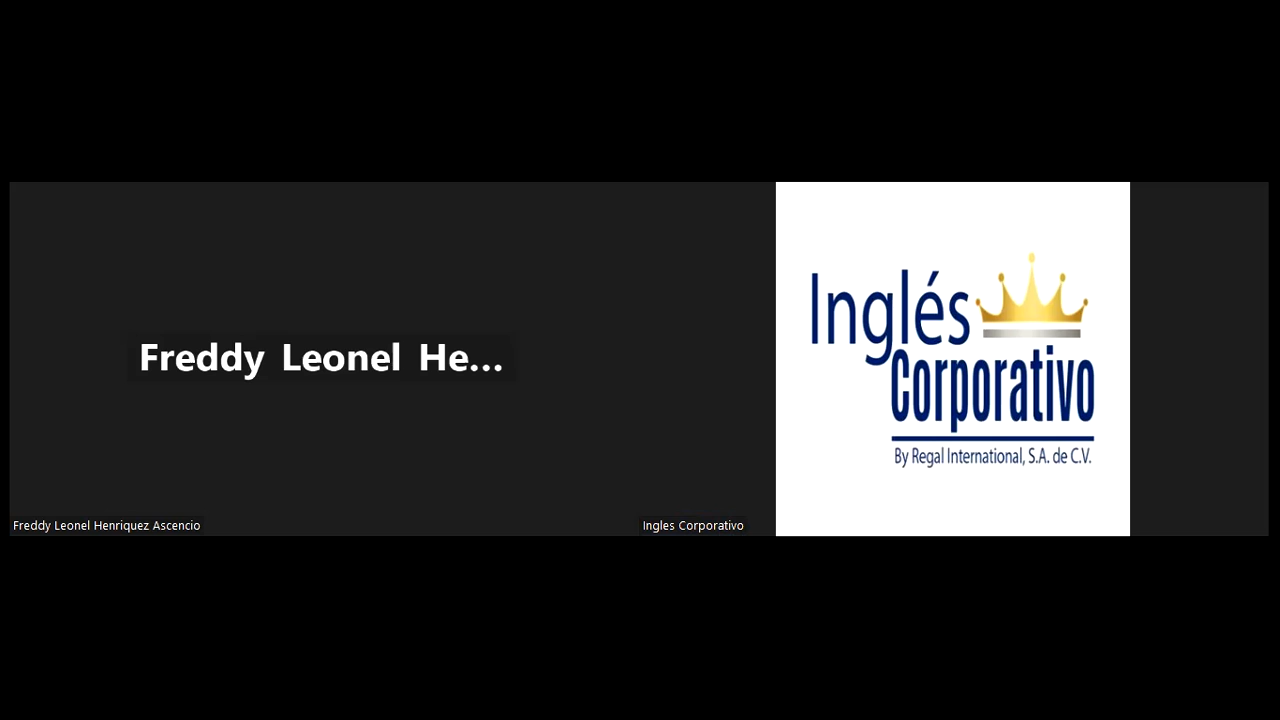 Freddy Leonel He...
Inglés
Corporativo
By Regal International, S.A. de C.V.
Freddy Leonel Henriquez Ascencio
Ingles Corporativo